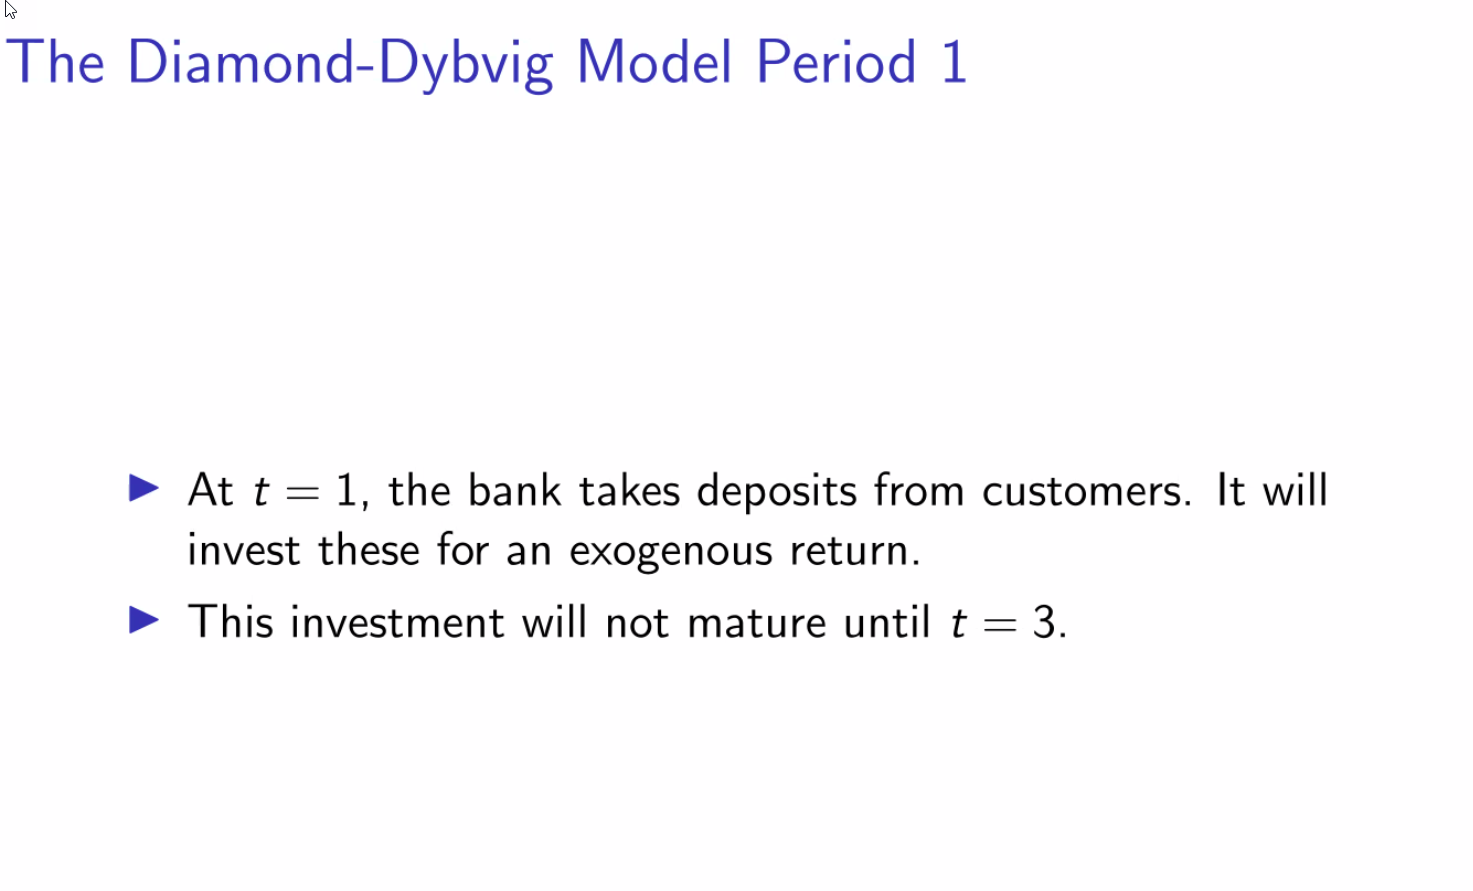 The Diamond-Dybvig Model Period 1
▶ At t = 1, the bank takes deposits from customers. It will
invest these for an exogenous return.
▶ This investment will not mature until t = 3.